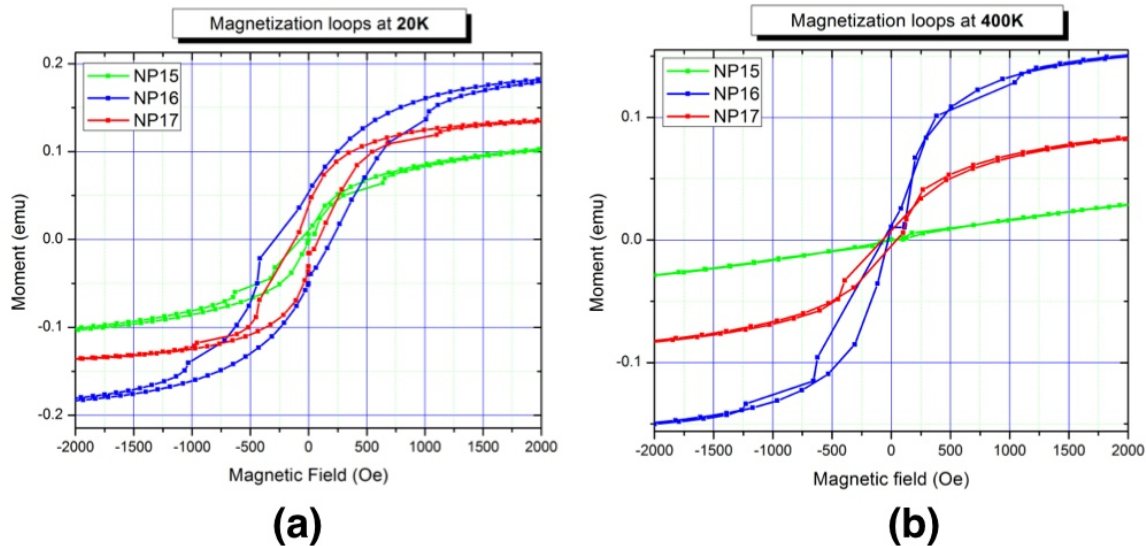 Magnetization loops at 20K
0.2
0.1
0.0
-0.1
-0.2
Moment (emu)
NP15
NP16
NP17
-2000 -1500 -1000 -500 0 500 1000 1500 2000
Magnetic Field (Oe)
(a)
Magnetization loops at 400K
0.1
0.0
-0.1
Moment (emu)
NP15
NP16
NP17
-2000 -1500 -1000 -500 0 500 1000 1500 2000
Magnetic field (Oe)
(b)